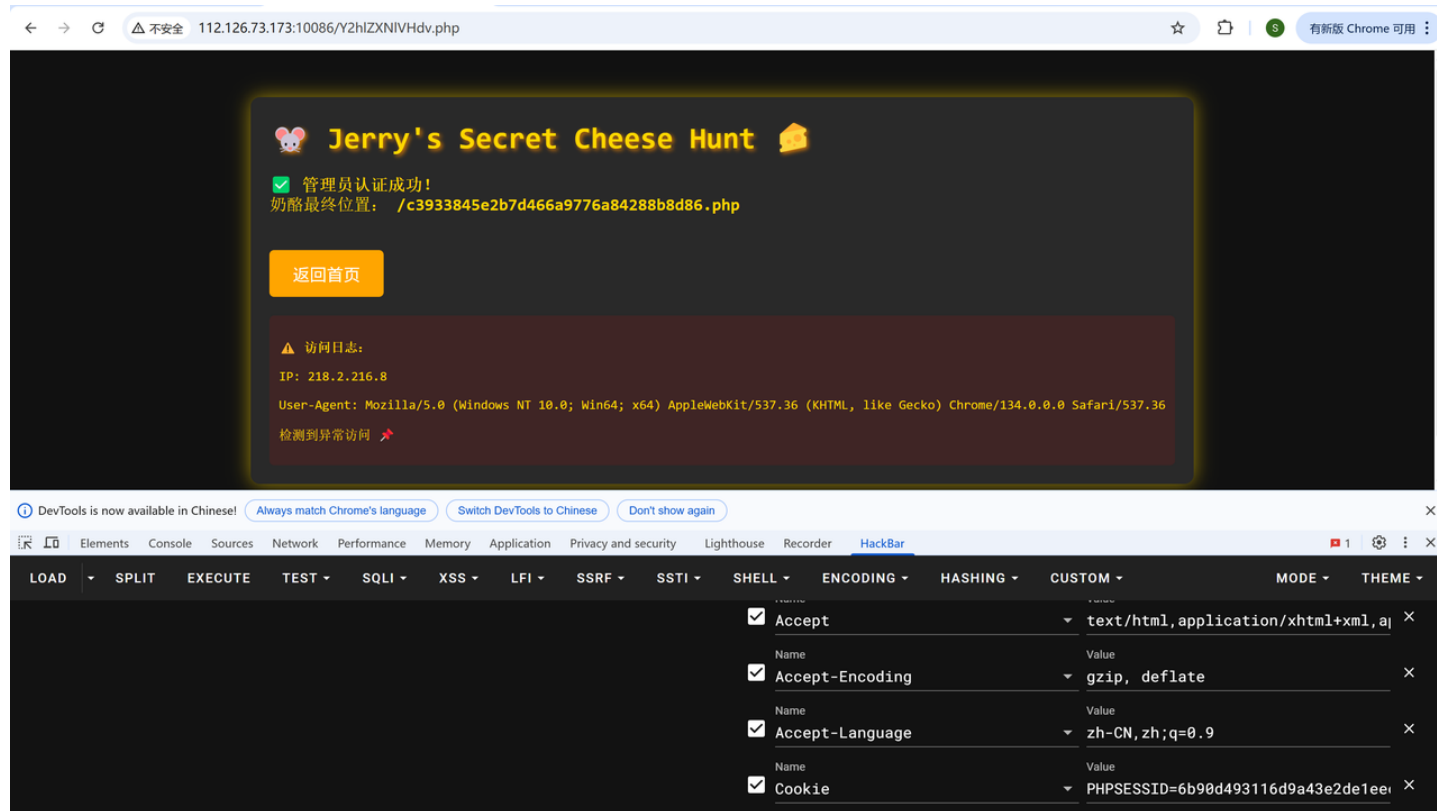 不安全 112.126.73.173:10086/Y2hlZXNlVHdv.php 有新版 Chrome 可用
S
Jerry's Secret Cheese Hunt
管理员认证成功!
奶酪最终位置： /c3933845e2b7d466a9776a84288b8d86.php
返回首页
访问日志:
IP: 218.2.216.8
User-Agent: Mozilla/5.0 (Windows NT 10.0; Win64; x64) AppleWebKit/537.36 (KHTML, like Gecko) Chrome/134.0.0.0 Safari/537.36
检测到异常访问
DevTools is now available in Chinese! Always match Chrome's language Switch DevTools to Chinese Don't show again
Elements Console Sources Network Performance Memory Application Privacy and security Lighthouse Recorder HackBar 1
LOAD SPLIT EXECUTE TEST SQLI XSS LFI SSRF SSTI SHELL ENCODING HASHING CUSTOM MODE THEME
Name Value
Accept text/html,application/xhtml+xml,a
Name Value
Accept-Encoding gzip, deflate
Name Value
Accept-Language zh-CN,zh;q=0.9
Name Value
Cookie PHPSESSID=6b90d493116d9a43e2de1ee